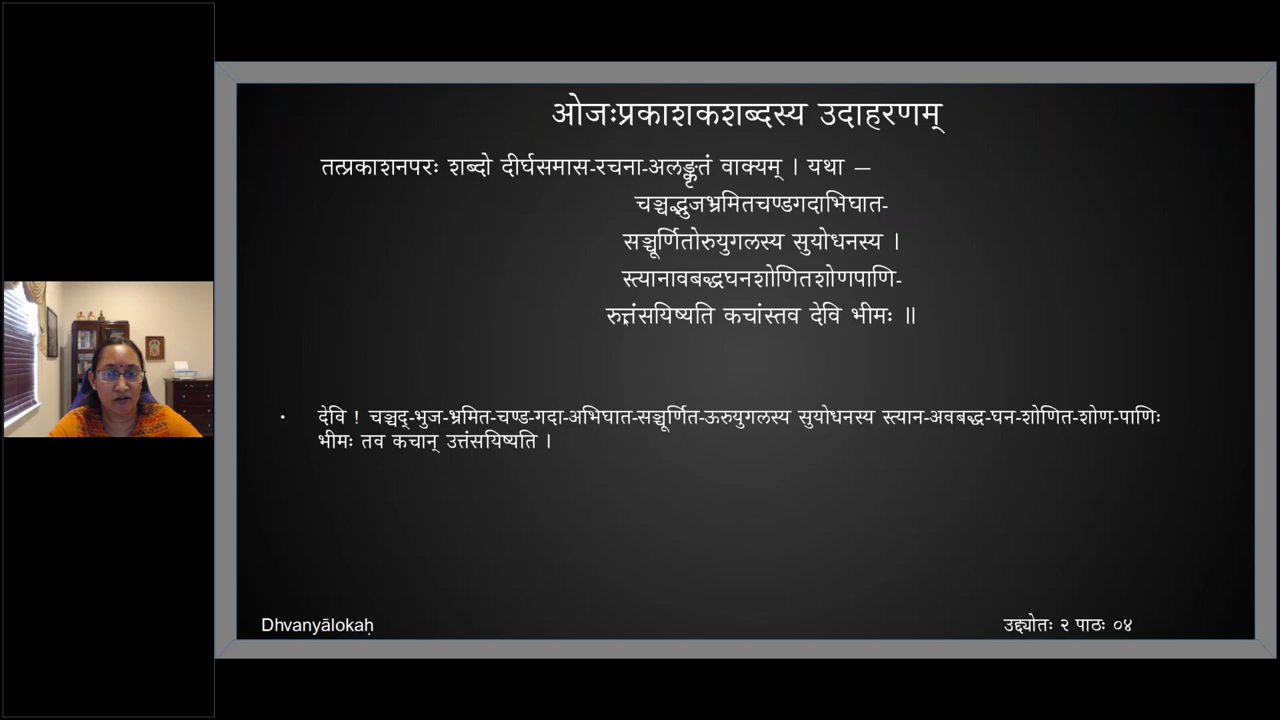 ओजःप्रकाशकशब्दस्य उदाहरणम्
तत्प्रकाशनपरः शब्दो दीर्घसमास-रचना-अलङ्कृतं वाक्यम् । यथा –
चञ्चद्भुजभ्रमितचण्डगदाभिघात-
सञ्चूर्णितोरुयुगलस्य सुयोधनस्य ।
स्त्यानावबद्धघनशोणितशोणपाणि-
रुत्तंसयिष्यति कचांस्तव देवि भीमः ॥
• देवि ! चञ्चद्-भुज-भ्रमित-चण्ड-गदा-अभिघात-सञ्चूर्णित-ऊरुयुगलस्य सुयोधनस्य स्त्यान-अवबद्ध-घन-शोणित-शोण-पाणिः
भीमः तव कचान् उत्तंसयिष्यति ।
Dhvanyālokaḥ
उद्द्योतः २ पाठः ०४